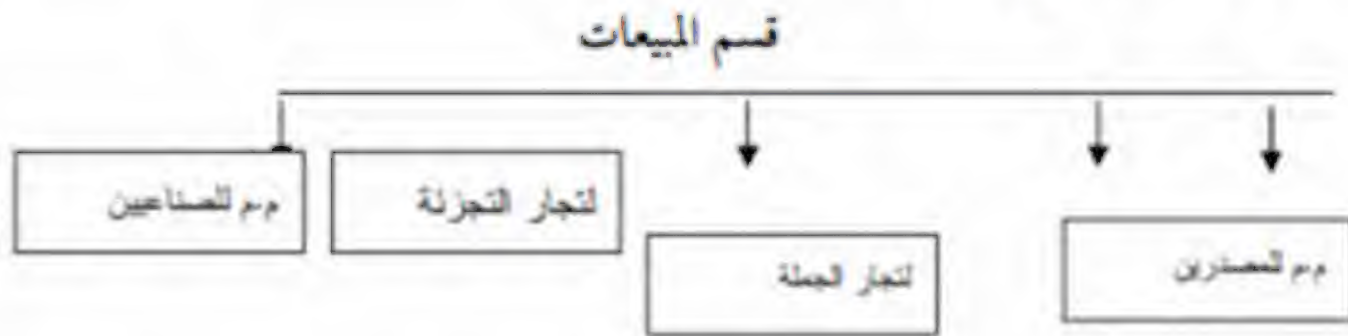 قسم المبيعات
م.م للمصدرين
لتجار الجملة
لتجار التجزئة
م.م للصناعيين